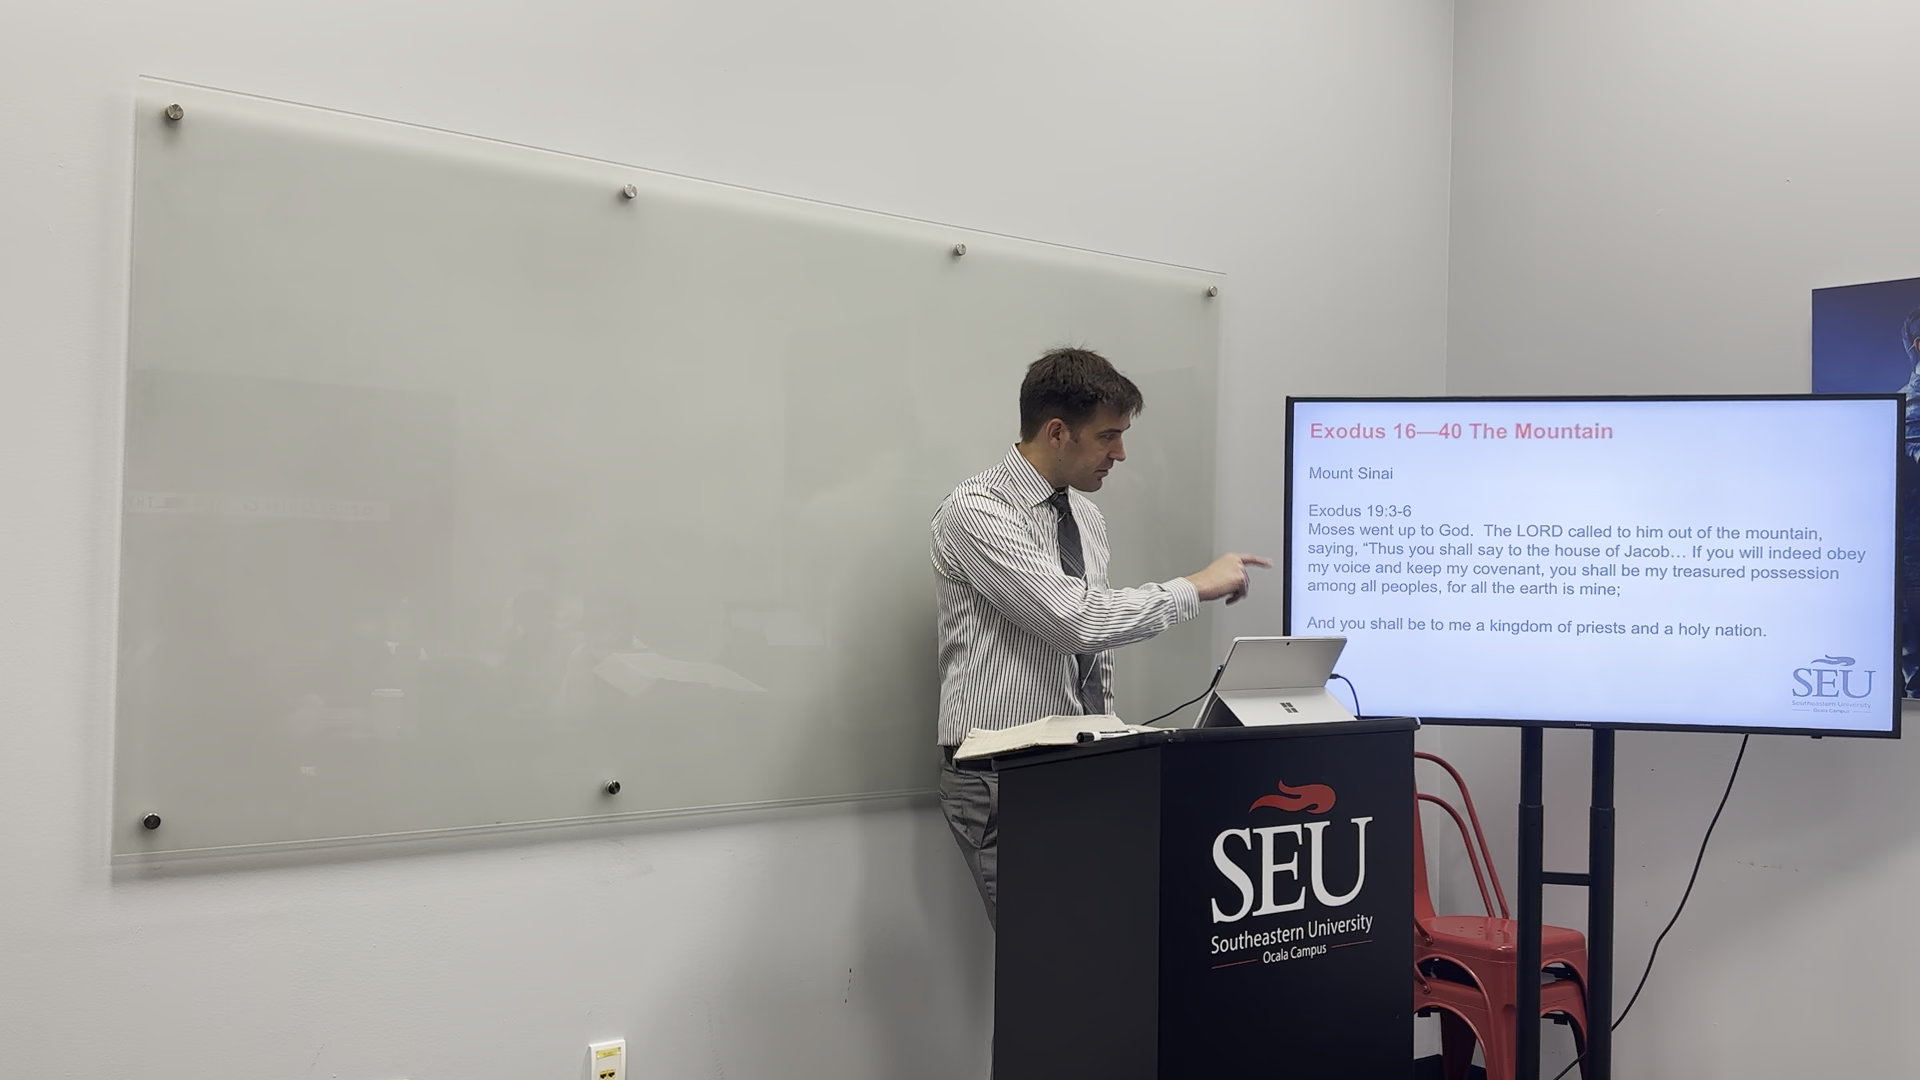 Exodus 16—40 The Mountain
Mount Sinai
Exodus 19:3-6
Moses went up to God.  The LORD called to him out of the mountain,
saying, “Thus you shall say to the house of Jacob… If you will indeed obey
my voice and keep my covenant, you shall be my treasured possession
among all peoples, for all the earth is mine;
And you shall be to me a kingdom of priests and a holy nation.
SEU
Southeastern University
Ocala Campus
SEU
Southeastern University
Ocala Campus